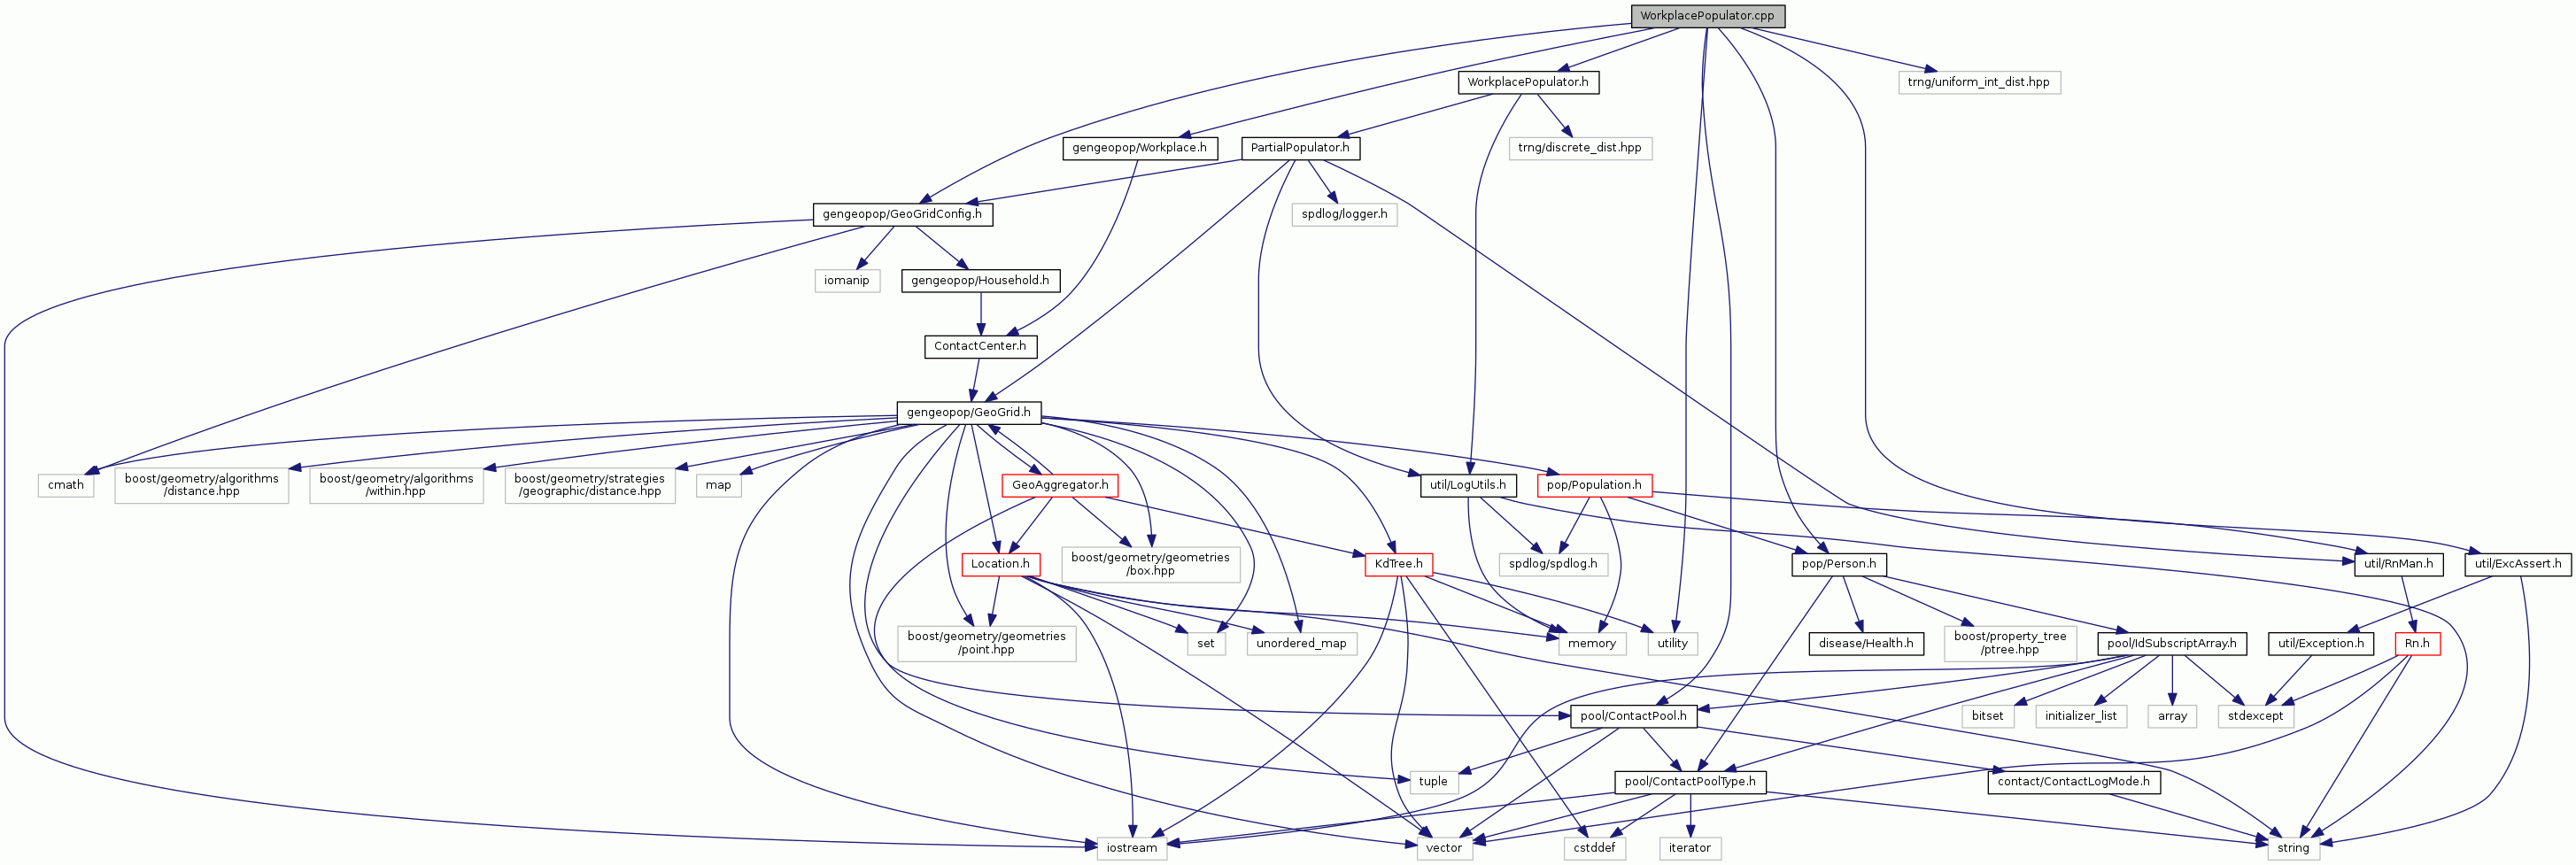 WorkplacePopulator.cpp
WorkplacePopulator.h
trng/uniform_int_dist.hpp
gengeopop/Workplace.h
PartialPopulator.h
trng/discrete_dist.hpp
gengeopop/GeoGridConfig.h
spdlog/logger.h
iomanip
gengeopop/Household.h
ContactCenter.h
gengeopop/GeoGrid.h
cmath
boost/geometry/algorithms
/distance.hpp
boost/geometry/algorithms
/within.hpp
boost/geometry/strategies
/geographic/distance.hpp
map
GeoAggregator.h
util/LogUtils.h
pop/Population.h
Location.h
boost/geometry/geometries
/box.hpp
KdTree.h
spdlog/spdlog.h
pop/Person.h
util/RnMan.h
util/ExcAssert.h
boost/geometry/geometries
/point.hpp
set
unordered_map
memory
utility
disease/Health.h
boost/property_tree
/ptree.hpp
pool/IdSubscriptArray.h
util/Exception.h
Rn.h
pool/ContactPool.h
bitset
initializer_list
array
stdexcept
tuple
pool/ContactPoolType.h
contact/ContactLogMode.h
iostream
vector
cstddef
iterator
string